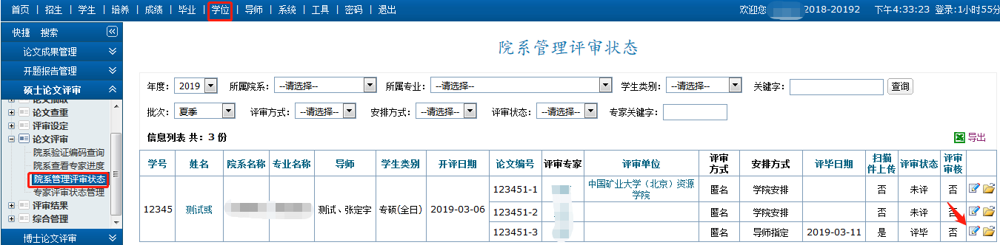 首页 | 招生 | 学生 | 培养 | 成绩 | 毕业 | 学位 | 导师 | 系统 | 工具 | 密码 | 退出 欢迎您 2018-20192 下午4:33:23 登录:1小时55分
快捷 搜索
论文成果管理
开题报告管理
硕士论文评审
论文抽取
论文查重
评审设定
论文评审
院系验证编码查询
院系查看专家进度
院系管理评审状态
专家评审状态管理
评审结果
综合管理
博士论文评审
院系管理评审状态
年度: 2019 所属院系: --请选择-- 所属专业: --请选择-- 学生类别: --请选择-- 关键字: 查询
批次: 夏季 评审方式: --请选择-- 安排方式: --请选择-- 评审状态: --请选择-- 专家关键字:
信息列表 共: 3 份 导出
学号 姓名 院系名称 专业名称 导师 学生类别 开评日期 论文编号 评审专家 评审单位 评审方式 安排方式 评毕日期 扫描件上传 评审状态 评审审核
12345 测试彧 测试、张定宇 专硕(全日) 2019-03-06
123451-1 中国矿业大学（北京）资源学院 匿名 学院安排 否 未评 否
123451-2 匿名 学院安排 否 未评 否
123451-3 匿名 导师指定 2019-03-11 是 评毕 否